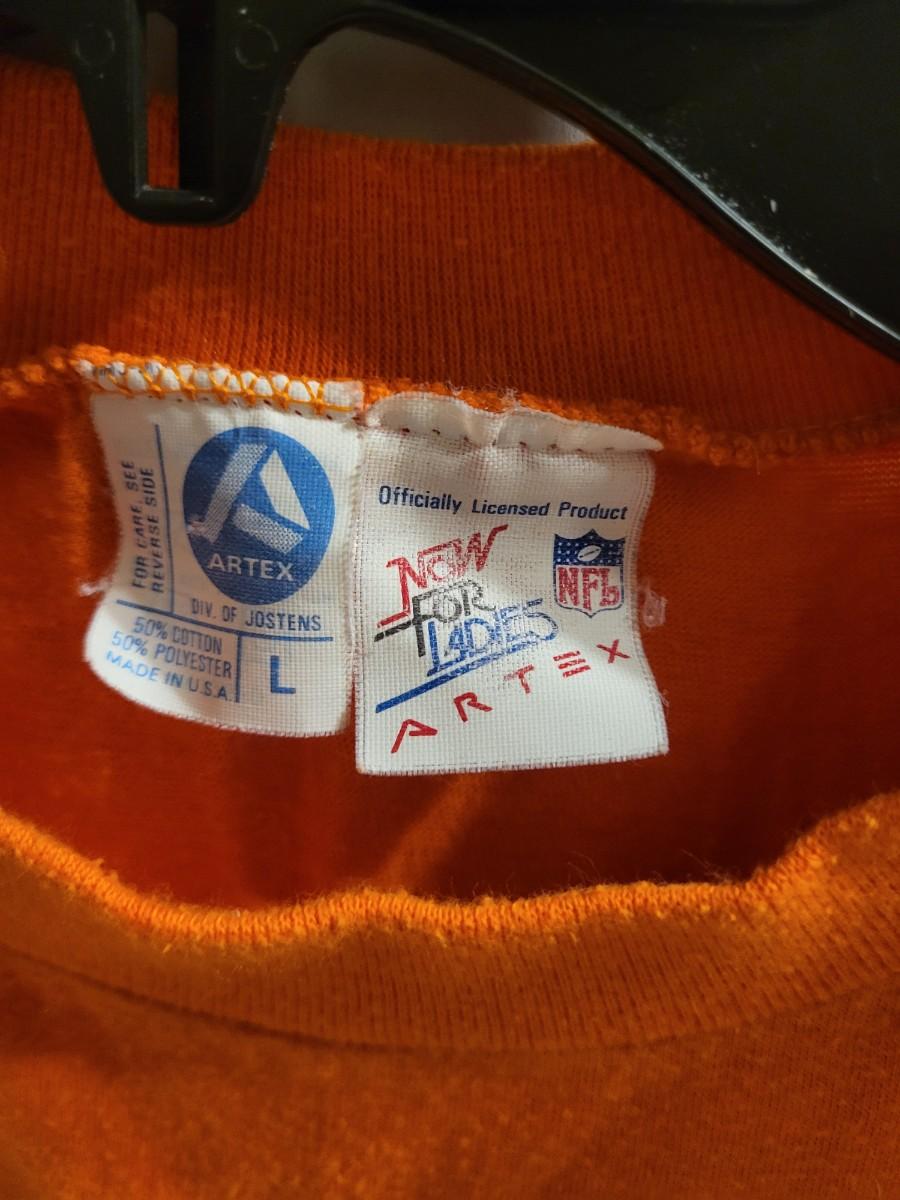 FOR CARE, SEE
REVERSE SIDE
ARTEX
DIV. OF JOSTENS
50% COTTON
50% POLYESTER
MADE IN U.S.A.
L
Officially Licensed Product
NOW
FOR
LADIES
NFL
ARTEX